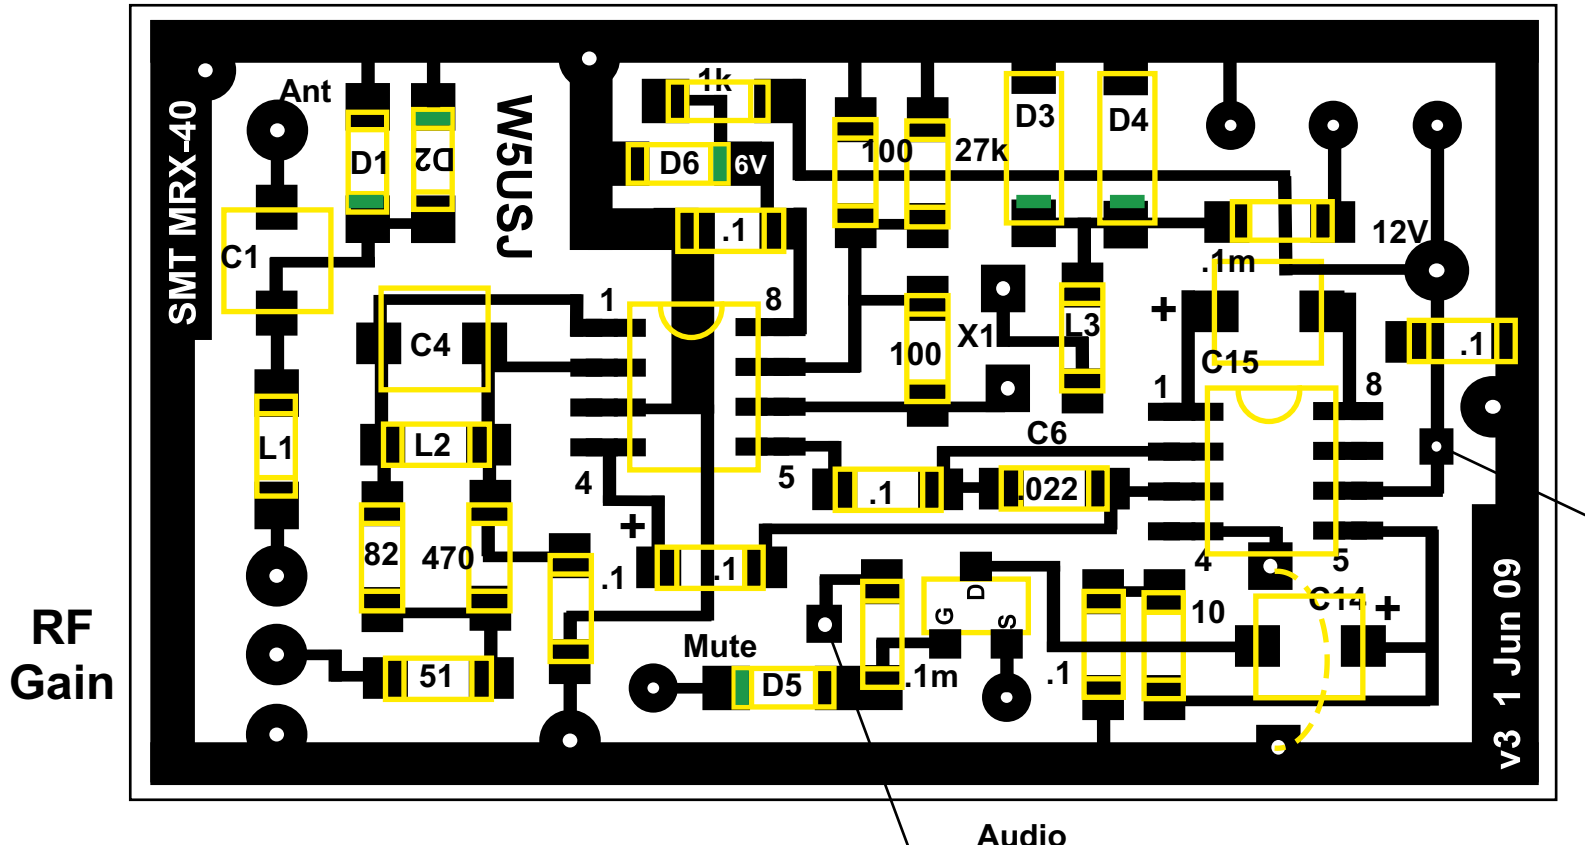 Ant
1k
D3
D4
SMT MRX-40
D1
D2
W5USJ
D6
6V
100
27k
.1
12V
C1
.1m
1
8
+
C4
X1
L3
100
C15
.1
1
8
L1
L2
C6
4
5
.1
.022
+
82
470
.1
.1
4
5
D
G
S
10
C14
+
RF
Gain
Mute
51
D5
.1m
.1
v3 1 Jun 09
Audio